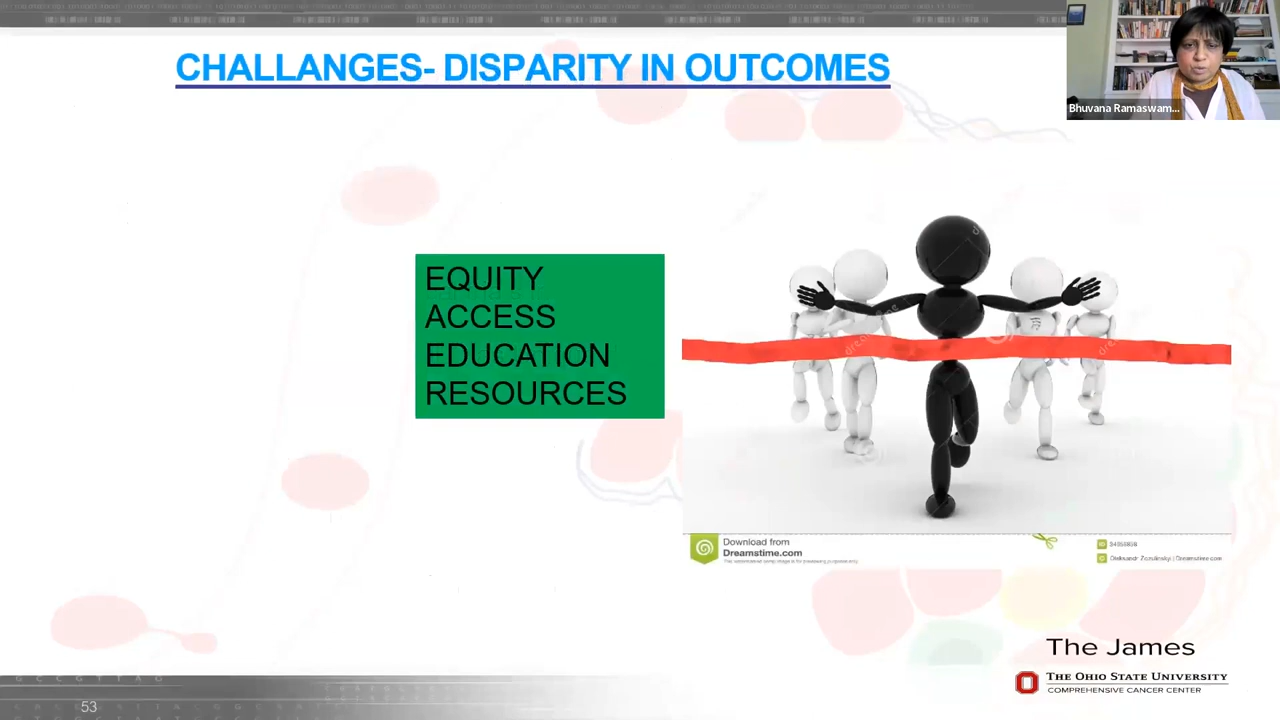 CHALLANGES- DISPARITY IN OUTCOMES
Bhuvana Ramaswam...
EQUITY
ACCESS
EDUCATION
RESOURCES
Download from
Dreamstime.com
The James
THE OHIO STATE UNIVERSITY
COMPREHENSIVE CANCER CENTER
53